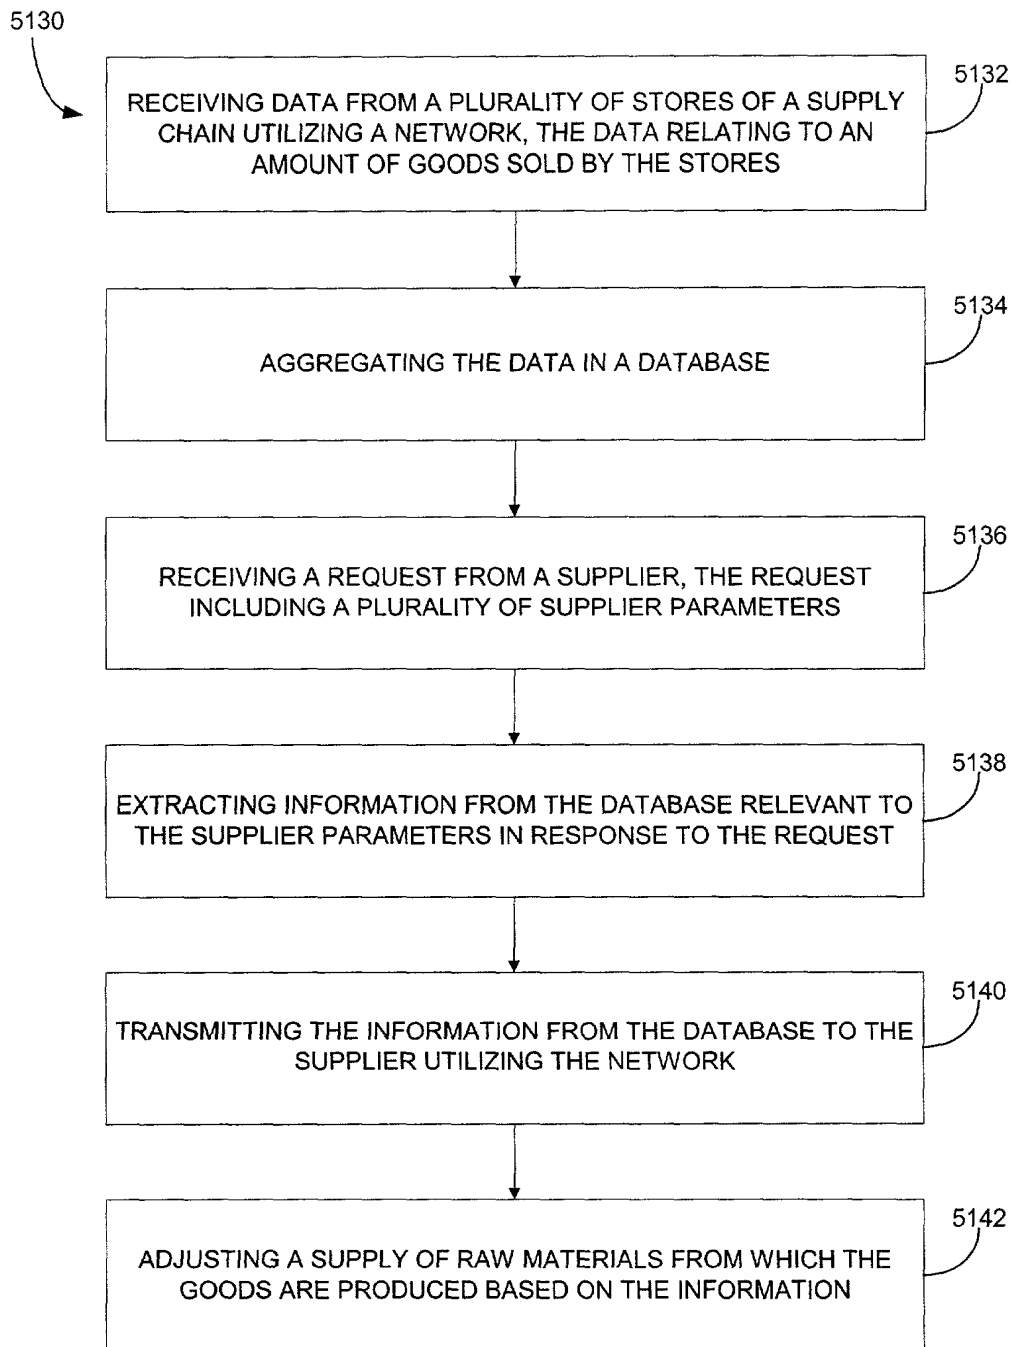 5130
5132
RECEIVING DATA FROM A PLURALITY OF STORES OF A SUPPLY
CHAIN UTILIZING A NETWORK, THE DATA RELATING TO AN
AMOUNT OF GOODS SOLD BY THE STORES
5134
AGGREGATING THE DATA IN A DATABASE
5136
RECEIVING A REQUEST FROM A SUPPLIER, THE REQUEST
INCLUDING A PLURALITY OF SUPPLIER PARAMETERS
5138
EXTRACTING INFORMATION FROM THE DATABASE RELEVANT TO
THE SUPPLIER PARAMETERS IN RESPONSE TO THE REQUEST
5140
TRANSMITTING THE INFORMATION FROM THE DATABASE TO THE
SUPPLIER UTILIZING THE NETWORK
5142
ADJUSTING A SUPPLY OF RAW MATERIALS FROM WHICH THE
GOODS ARE PRODUCED BASED ON THE INFORMATION